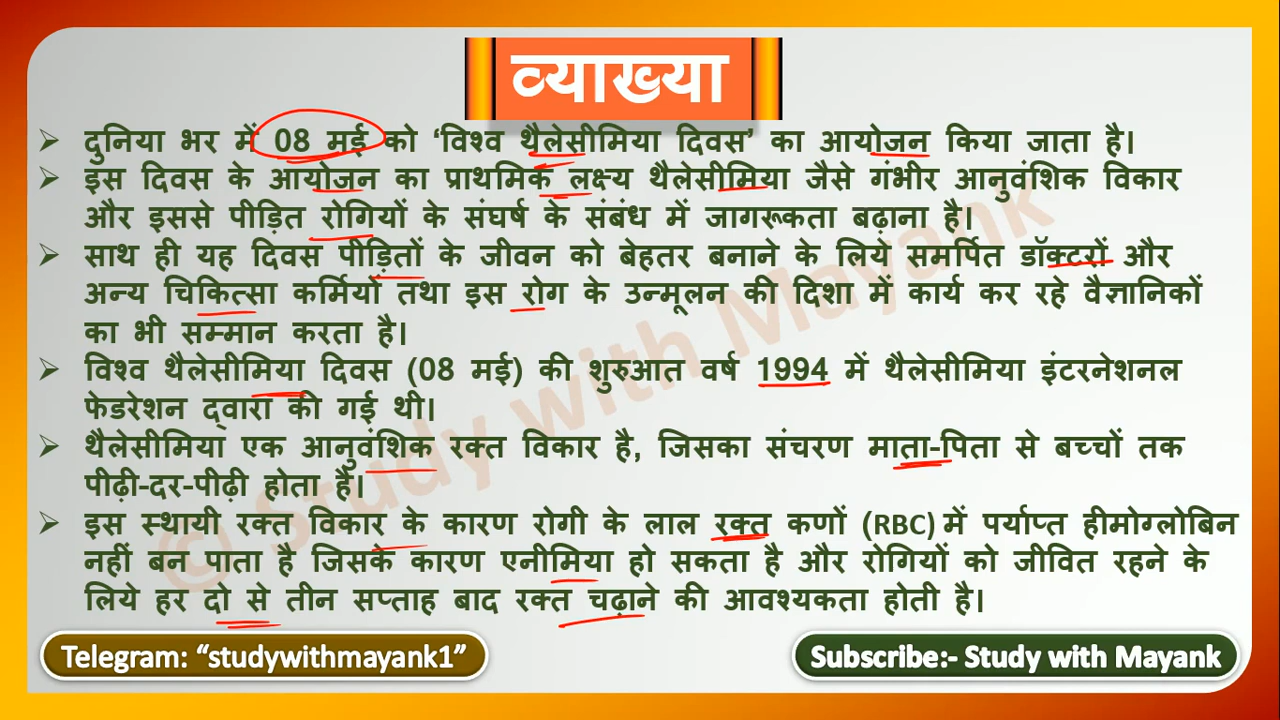 व्याख्या
➢ दुनिया भर में 08 मई को ‘विश्व थैलेसीमिया दिवस’ का आयोजन किया जाता है।
➢ इस दिवस के आयोजन का प्राथमिक लक्ष्य थैलेसीमिया जैसे गंभीर आनुवंशिक विकार
और इससे पीड़ित रोगियों के संघर्ष के संबंध में जागरूकता बढ़ाना है।
➢ साथ ही यह दिवस पीड़ितों के जीवन को बेहतर बनाने के लिये समर्पित डॉक्टरों और
अन्य चिकित्सा कर्मियों तथा इस रोग के उन्मूलन की दिशा में कार्य कर रहे वैज्ञानिकों
का भी सम्मान करता है।
➢ विश्व थैलेसीमिया दिवस (08 मई) की शुरुआत वर्ष 1994 में थैलेसीमिया इंटरनेशनल
फेडरेशन द्वारा की गई थी।
➢ थैलेसीमिया एक आनुवंशिक रक्त विकार है, जिसका संचरण माता-पिता से बच्चों तक
पीढ़ी-दर-पीढ़ी होता है।
➢ इस स्थायी रक्त विकार के कारण रोगी के लाल रक्त कणों (RBC) में पर्याप्त हीमोग्लोबिन
नहीं बन पाता है जिसके कारण एनीमिया हो सकता है और रोगियों को जीवित रहने के
लिये हर दो से तीन सप्ताह बाद रक्त चढ़ाने की आवश्यकता होती है।
© Study with Mayank
Telegram: “studywithmayank1”
Subscribe:- Study with Mayank